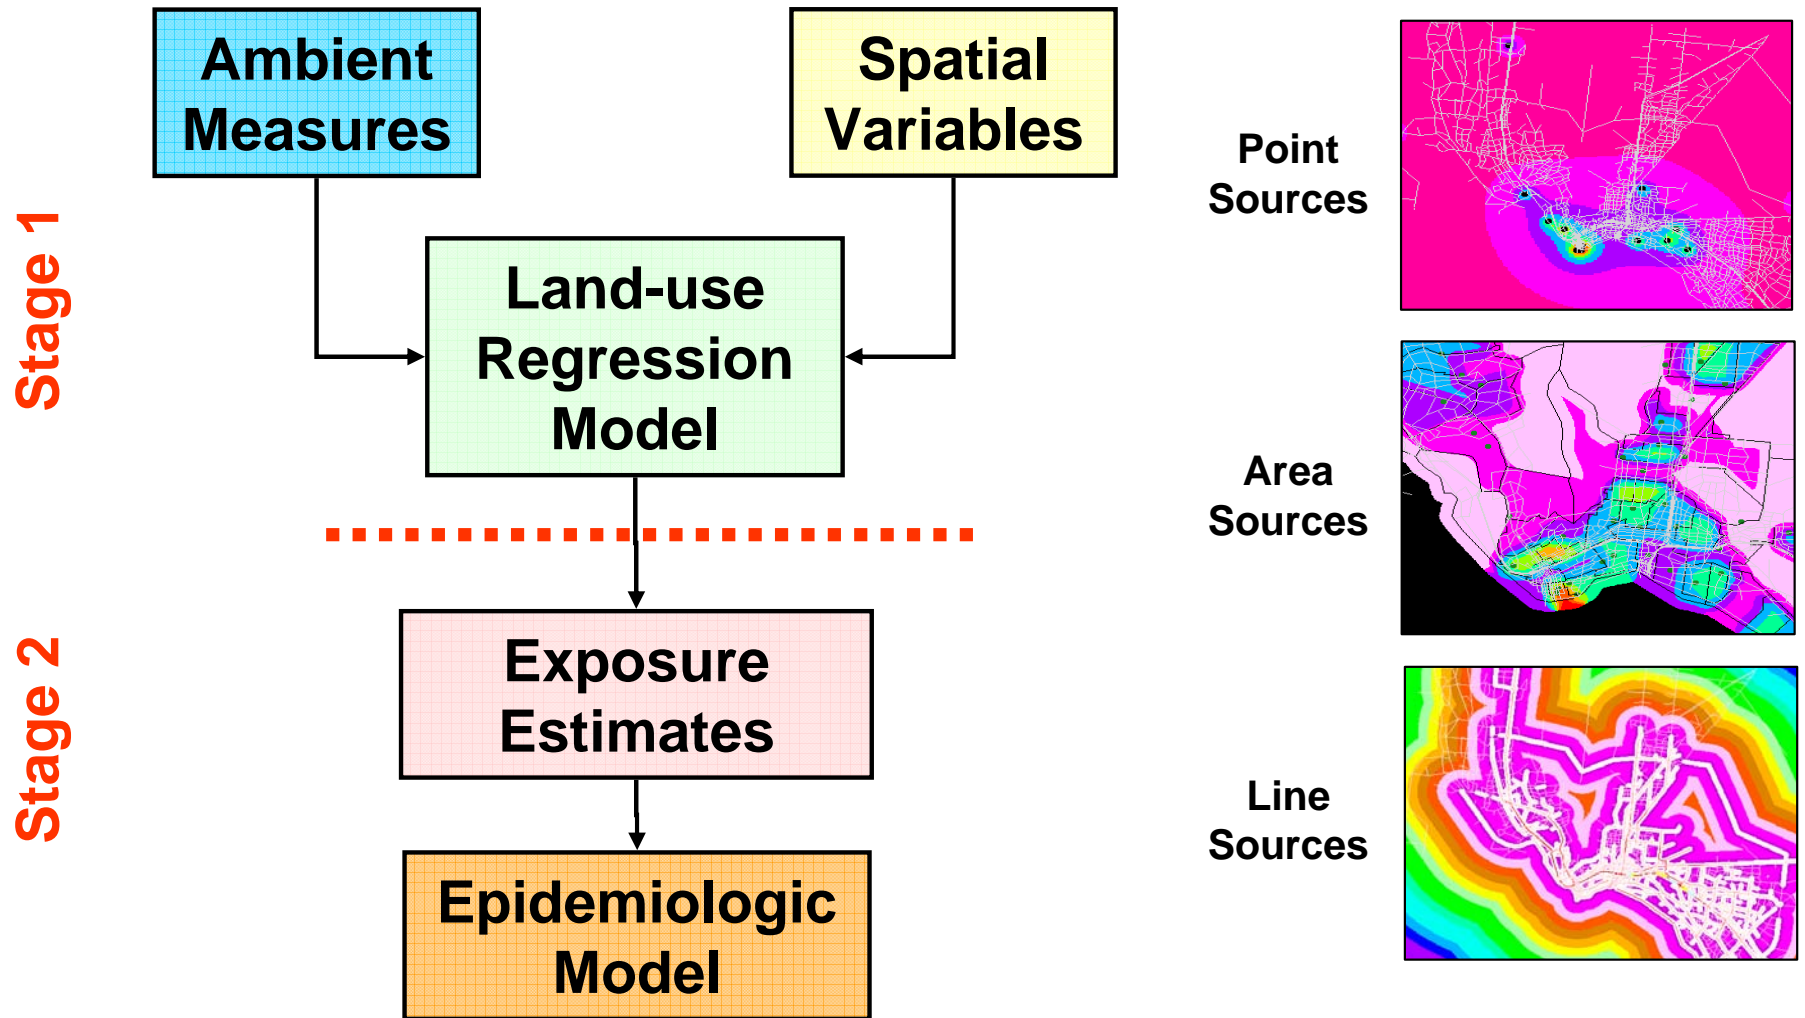 Stage 1
Ambient
Measures
Spatial
Variables
Land-use
Regression
Model
Stage 2
Exposure
Estimates
Epidemiologic
Model
Point
Sources
Area
Sources
Line
Sources